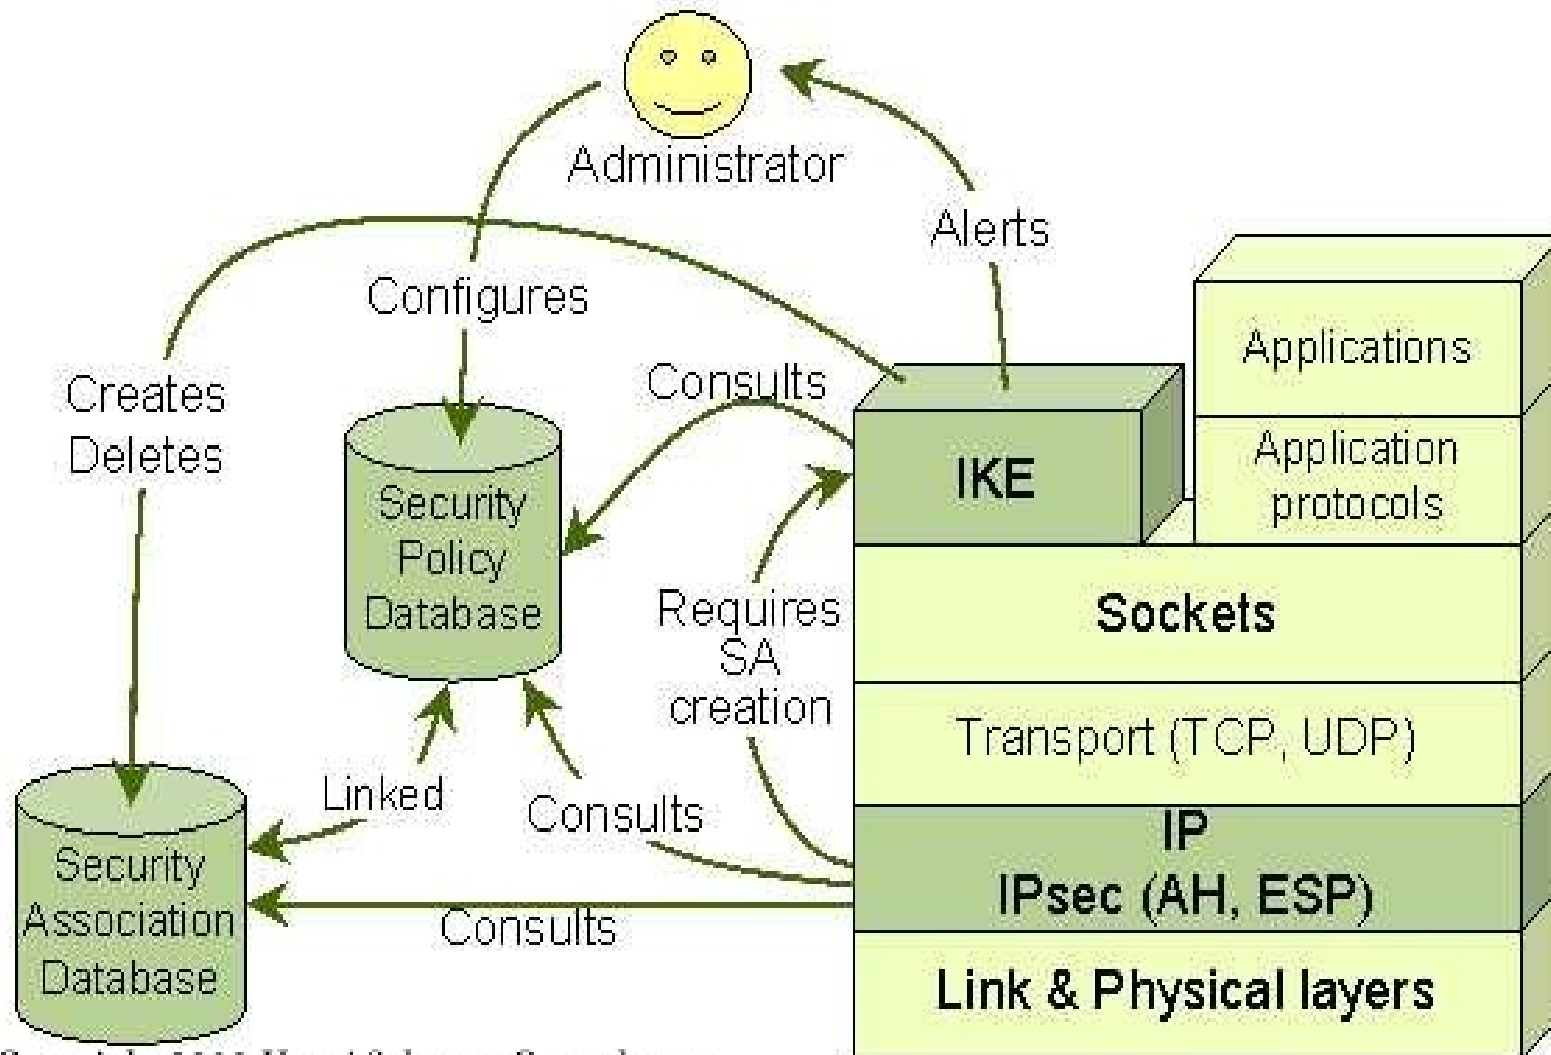 Administrator
Alerts
Configures
Applications
Consults
Creates
Deletes
Application
protocols
IKE
Security
Policy
Database
Requires
SA
creation
Sockets
Transport (TCP, UDP)
Linked
Consults
IP
IPsec (AH, ESP)
Security
Association
Database
Consults
Link & Physical layers